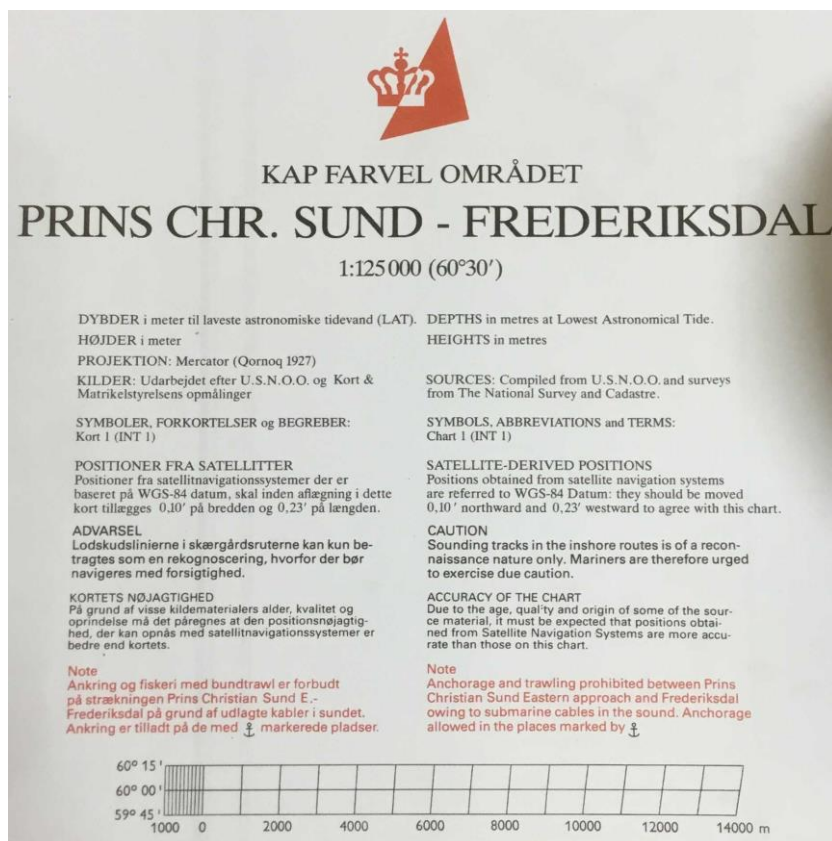 KAP FARVEL OMRÅDET
PRINS CHR. SUND - FREDERIKSDAL
1:125000 (60°30′)
DYBDER i meter til laveste astronomiske tidevand (LAT).
HØJDER i meter
PROJEKTION: Mercator (Qornoq 1927)
KILDER: Udarbejdet efter U.S.N.O.O. og Kort &
Matrikelstyrelsens opmålinger
SYMBOLER, FORKORTELSER og BEGREBER:
Kort 1 (INT 1)
POSITIONER FRA SATELLITTER
Positioner fra satellitnavigationssystemer der er
baseret på WGS-84 datum, skal inden aflægning i dette
kort tillægges 0,10′ på bredden og 0,23′ på længden.
ADVARSEL
Lodskudslinierne i skærgårdsruterne kan kun be-
tragtes som en rekognoscering, hvorfor der bør
navigeres med forsigtighed.
KORTETS NØJAGTIGHED
På grund af visse kildematerialers alder, kvalitet og
oprindelse må det påregnes at den positionsnøjagtig-
hed, der kan opnås med satellitnavigationssystemer er
bedre end kortets.
Note
Ankring og fiskeri med bundtrawl er forbudt
på strækningen Prins Christian Sund E.-
Frederiksdal på grund af udlagte kabler i sundet.
Ankring er tilladt på de med markerede pladser.
DEPTHS in metres at Lowest Astronomical Tide.
HEIGHTS in metres
SOURCES: Compiled from U.S.N.O.O. and surveys
from The National Survey and Cadastre.
SYMBOLS, ABBREVIATIONS and TERMS:
Chart 1 (INT 1)
SATELLITE-DERIVED POSITIONS
Positions obtained from satellite navigation systems
are referred to WGS-84 Datum: they should be moved
0,10′ northward and 0,23′ westward to agree with this chart.
CAUTION
Sounding tracks in the inshore routes is of a recon-
naissance nature only. Mariners are therefore urged
to exercise due caution.
ACCURACY OF THE CHART
Due to the age, quality and origin of some of the sour-
ce material, it must be expected that positions obtai-
ned from Satellite Navigation Systems are more accu-
rate than those on this chart.
Note
Anchorage and trawling prohibited between Prins
Christian Sund Eastern approach and Frederiksdal
owing to submarine cables in the sound. Anchorage
allowed in the places marked by
60° 15′
60° 00′
59° 45′
1000 0 2000 4000 6000 8000 10000 12000 14000 m